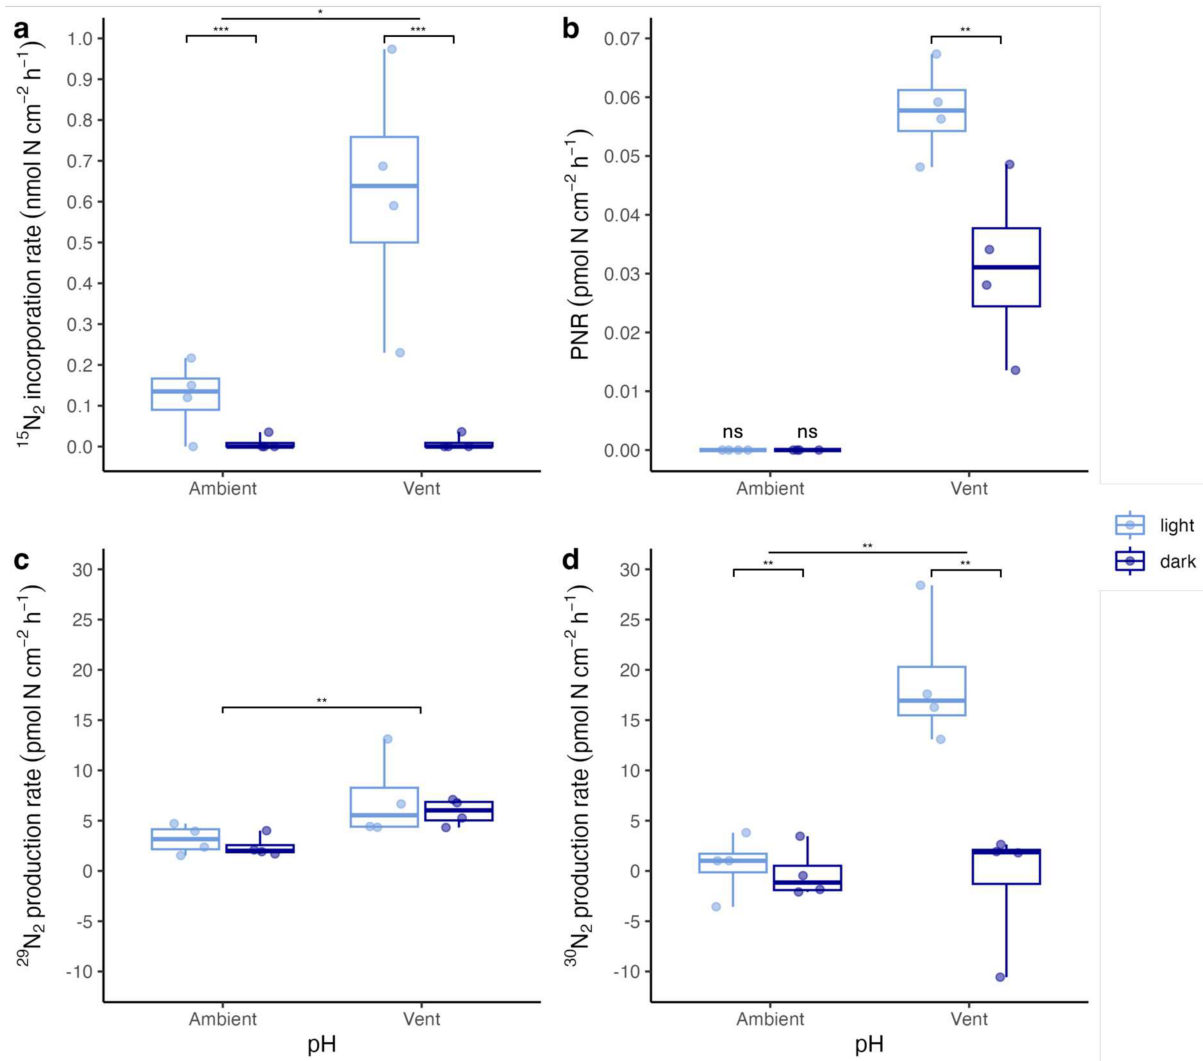 a
*
***
***
1.0
0.9
0.8
0.7
0.6
0.5
0.4
0.3
0.2
0.1
0.0
¹⁵N₂ incorporation rate (nmol N cm⁻² h⁻¹)
Ambient
Vent
b
**
0.07
0.06
0.05
0.04
0.03
0.02
0.01
0.00
PNR (pmol N cm⁻² h⁻¹)
ns
ns
Ambient
Vent
light
dark
c
**
30
25
20
15
10
5
0
-5
-10
²⁹N₂ production rate (pmol N cm⁻² h⁻¹)
Ambient
Vent
pH
d
**
**
**
30
25
20
15
10
5
0
-5
-10
³⁰N₂ production rate (pmol N cm⁻² h⁻¹)
Ambient
Vent
pH